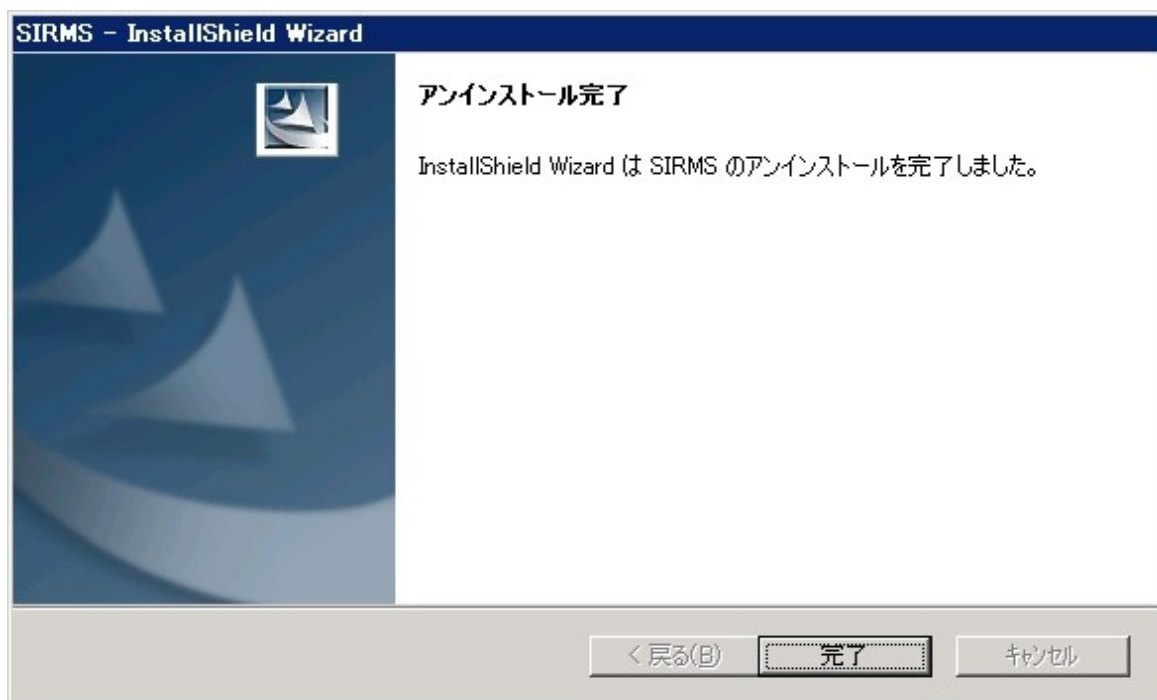 SIRMS - InstallShield Wizard
アンインストール完了
InstallShield Wizard は SIRMS のアンインストールを完了しました。
< 戻る(B)
完了
キャンセル